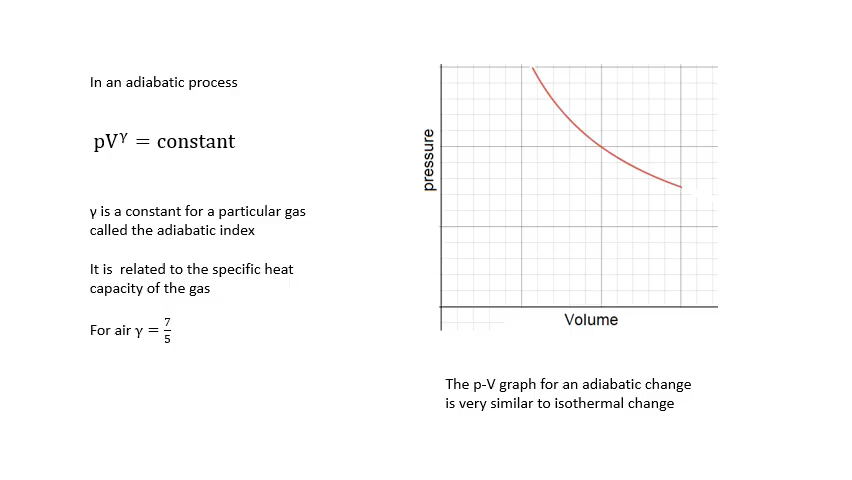 In an adiabatic process
pVᵞ = constant
γ is a constant for a particular gas
called the adiabatic index
It is related to the specific heat
capacity of the gas
For air γ = 7/5
pressure
Volume
The p-V graph for an adiabatic change
is very similar to isothermal change